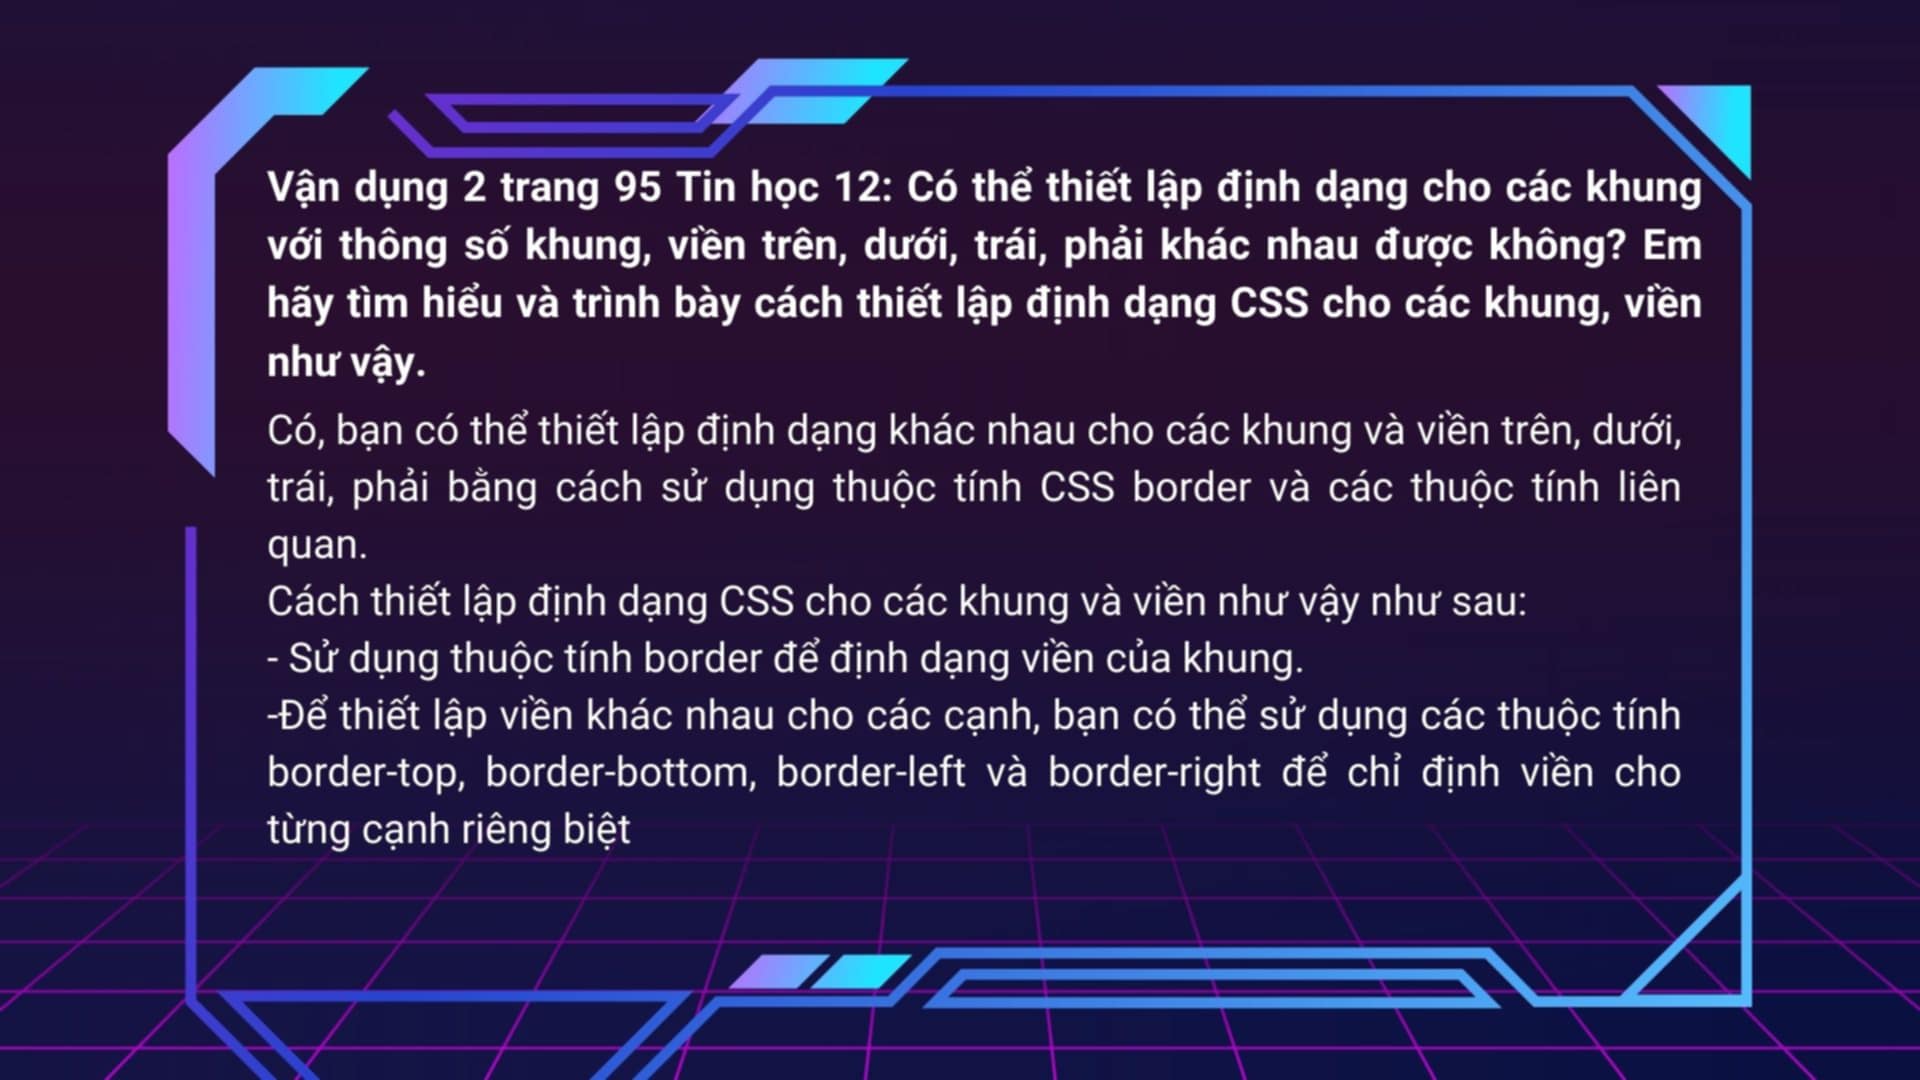 Vận dụng 2 trang 95 Tin học 12: Có thể thiết lập định dạng cho các khung
với thông số khung, viền trên, dưới, trái, phải khác nhau được không? Em
hãy tìm hiểu và trình bày cách thiết lập định dạng CSS cho các khung, viền
như vậy.
Có, bạn có thể thiết lập định dạng khác nhau cho các khung và viền trên, dưới,
trái, phải bằng cách sử dụng thuộc tính CSS border và các thuộc tính liên
quan.
Cách thiết lập định dạng CSS cho các khung và viền như vậy như sau:
- Sử dụng thuộc tính border để định dạng viền của khung.
-Để thiết lập viền khác nhau cho các cạnh, bạn có thể sử dụng các thuộc tính
border-top, border-bottom, border-left và border-right để chỉ định viền cho
từng cạnh riêng biệt